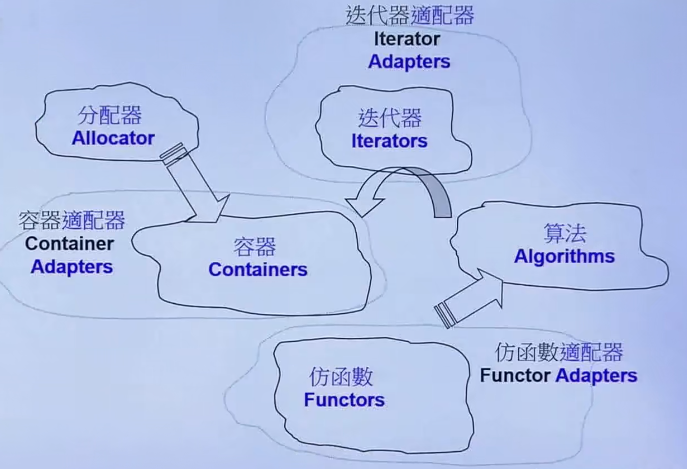 迭代器適配器
Iterator
Adapters
分配器
Allocator
迭代器
Iterators
容器適配器
Container
Adapters
容器
Containers
算法
Algorithms
仿函數
Functors
仿函數適配器
Functor Adapters